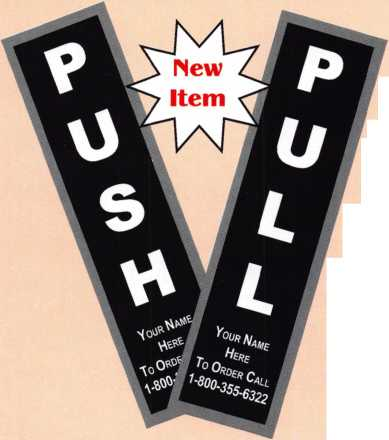 P
U
S
H
YOUR NAME
HERE
TO ORDER
1-800-
New
Item
P
U
L
L
YOUR NAME
HERE
TO ORDER CALL
1-800-355-6322